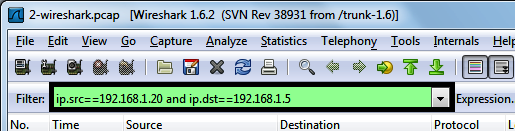 2-wireshark.pcap [Wireshark 1.6.2 (SVN Rev 38931 from /trunk-1.6)]
File Edit View Go Capture Analyze Statistics Telephony Tools Internals Help
Filter: ip.src==192.168.1.20 and ip.dst==192.168.1.5 Expression.
No. Time Source Destination Protocol